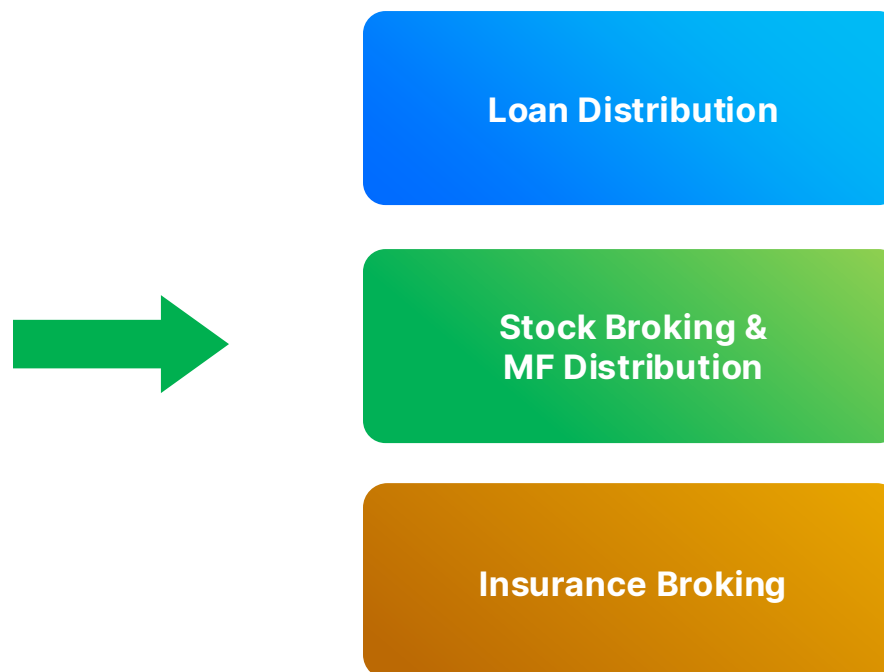 Loan Distribution
Stock Broking &
MF Distribution
Insurance Broking